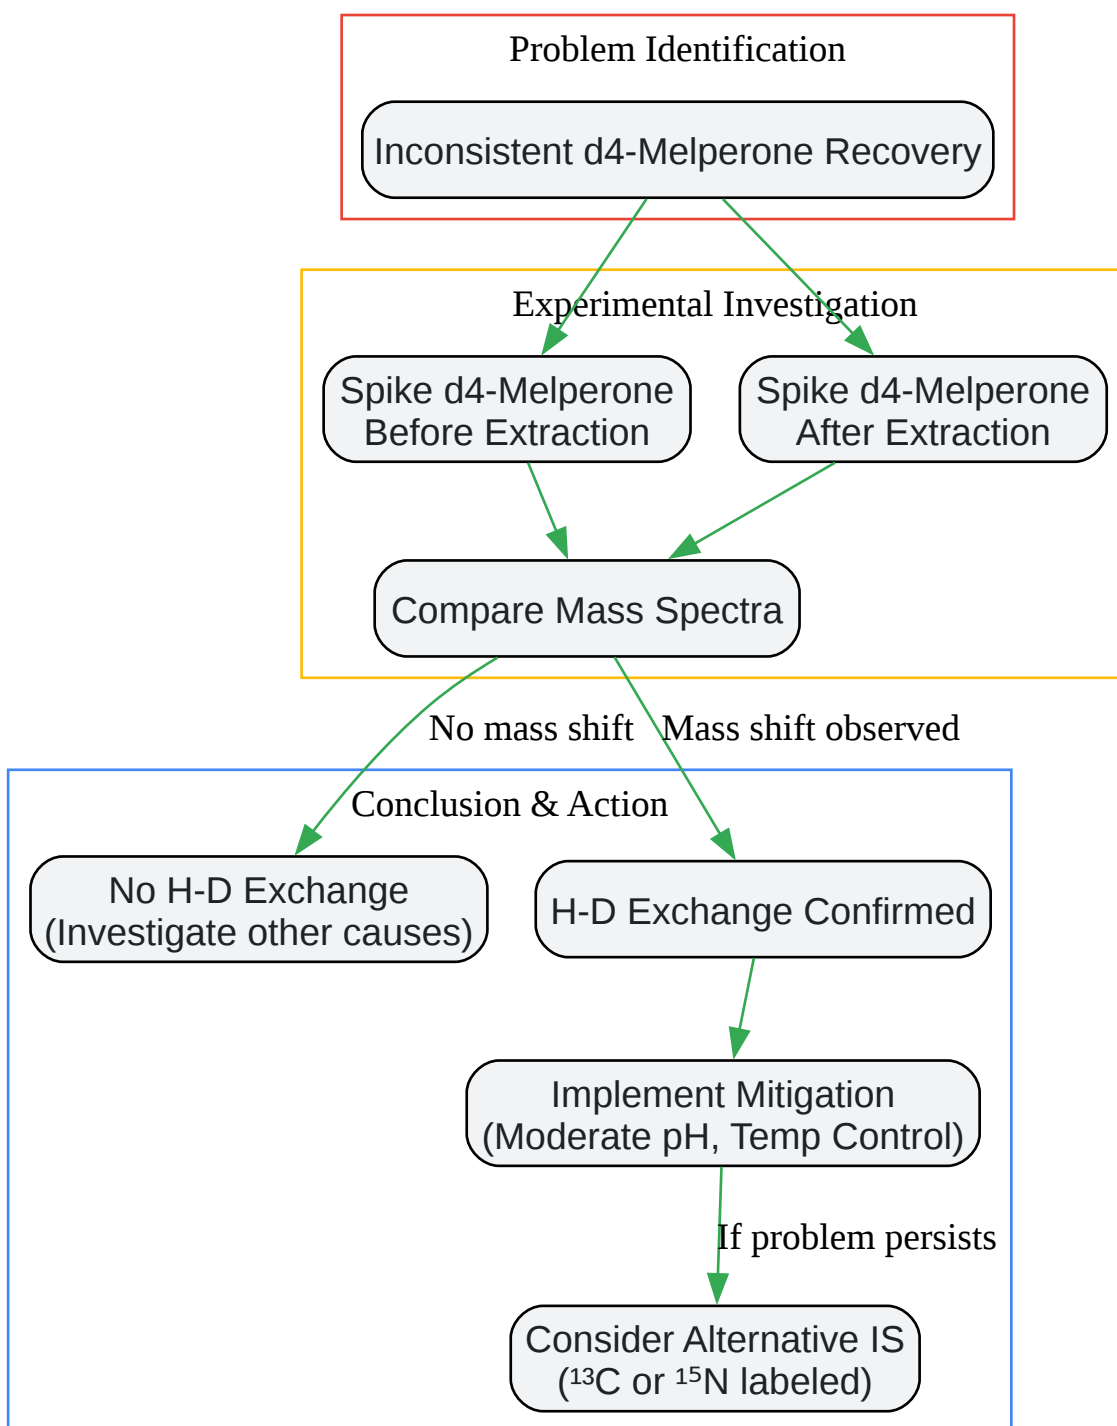 Problem Identification
Inconsistent d4-Melperone Recovery
Experimental Investigation
Spike d4-Melperone
Before Extraction
Spike d4-Melperone
After Extraction
Compare Mass Spectra
No mass shift
Mass shift observed
Conclusion & Action
No H-D Exchange
(Investigate other causes)
H-D Exchange Confirmed
Implement Mitigation
(Moderate pH, Temp Control)
If problem persists
Consider Alternative IS
(¹³C or ¹⁵N labeled)